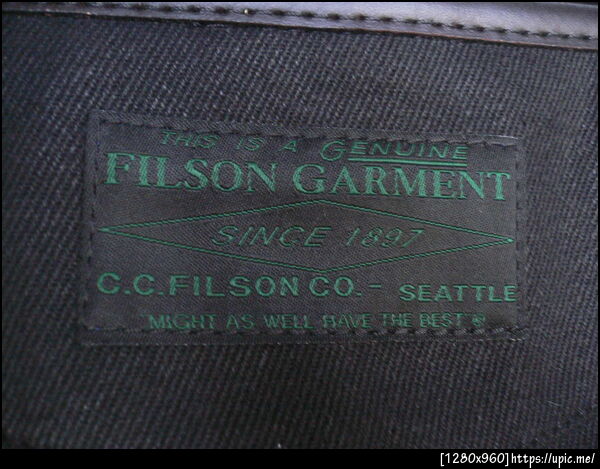 THIS IS A GENUINE
FILSON GARMENT
SINCE 1897
C.C.FILSON CO.- SEATTLE
MIGHT AS WELL HAVE THE BEST ®
[1280x960]https://upic.me/